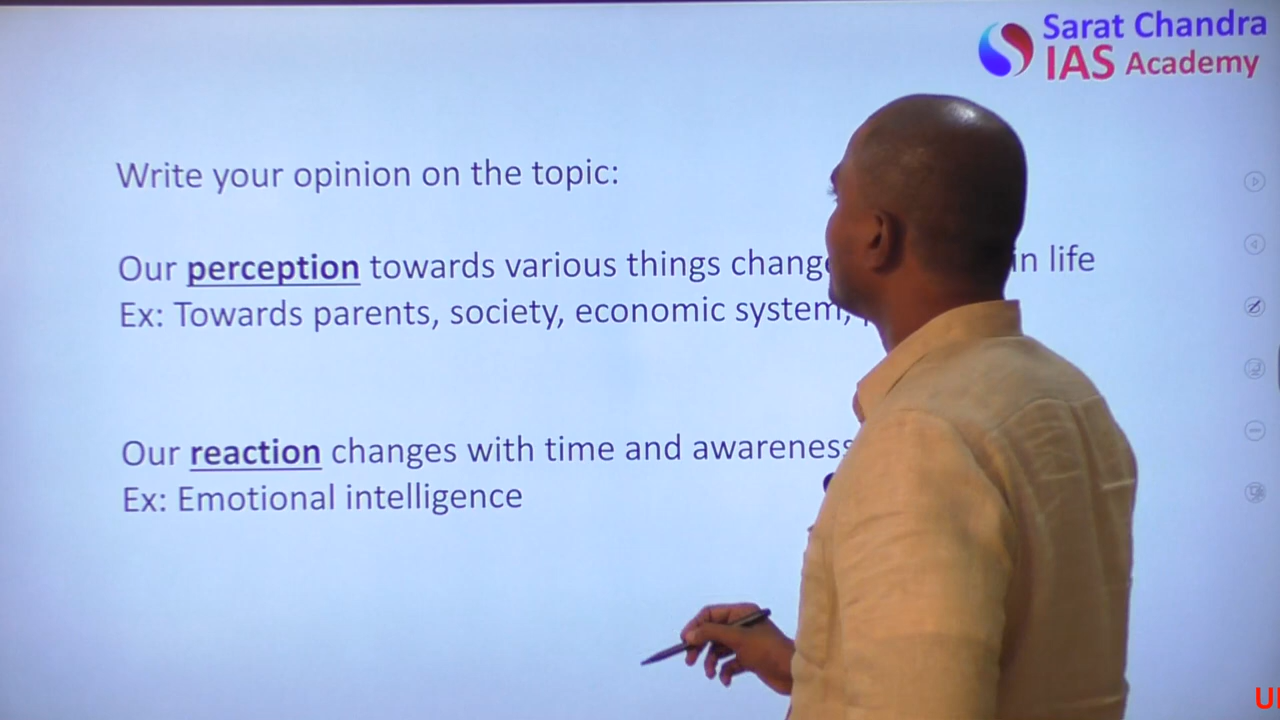 Sarat Chandra
IAS Academy
Write your opinion on the topic:
Our perception towards various things in life
Ex: Towards parents, society, economic system,
Our reaction changes with time and awareness
Ex: Emotional intelligence